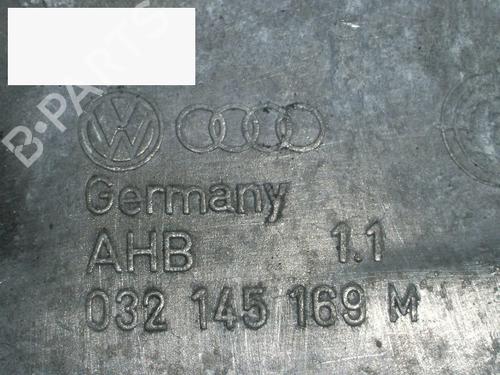 B-PARTS
VW
Germany
AHB 1.1
032 145 169 M